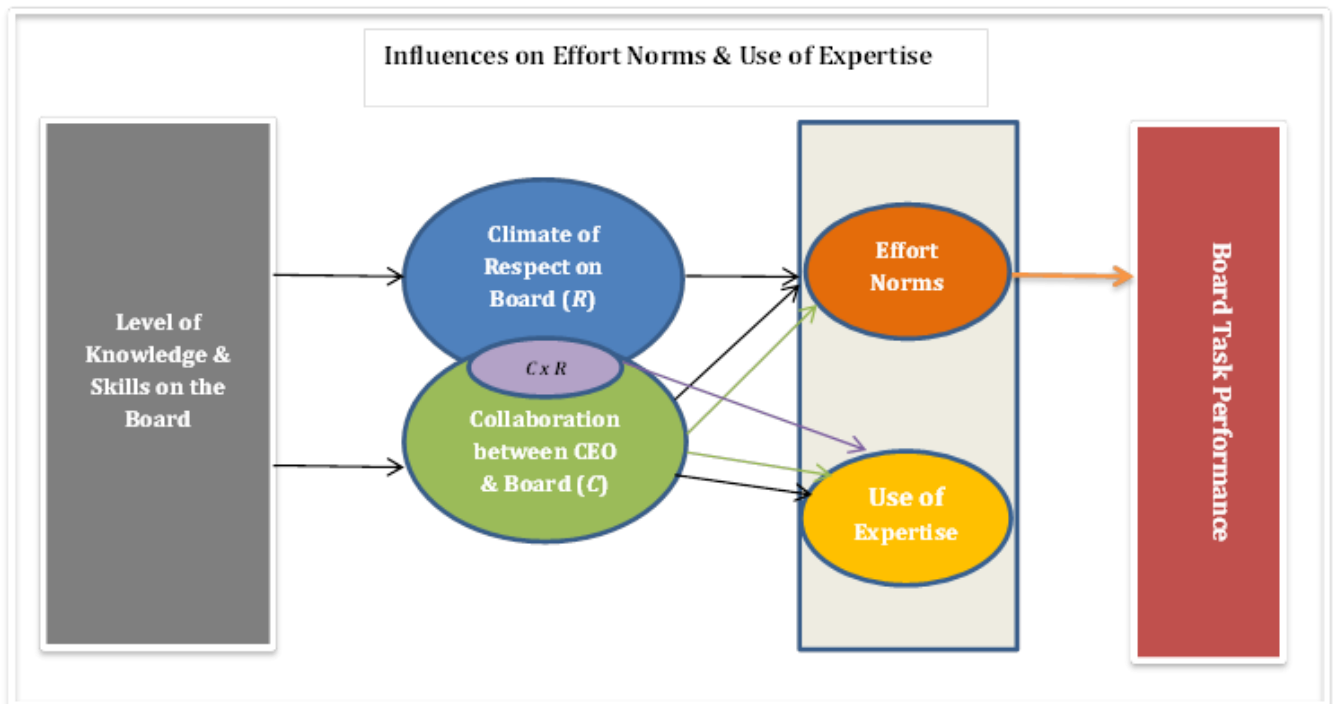 Influences on Effort Norms & Use of Expertise
Level of
Knowledge &
Skills on the
Board
Climate of
Respect on
Board (R)
C x R
Collaboration
between CEO
& Board (C)
Effort
Norms
Use of
Expertise
Board Task Performance